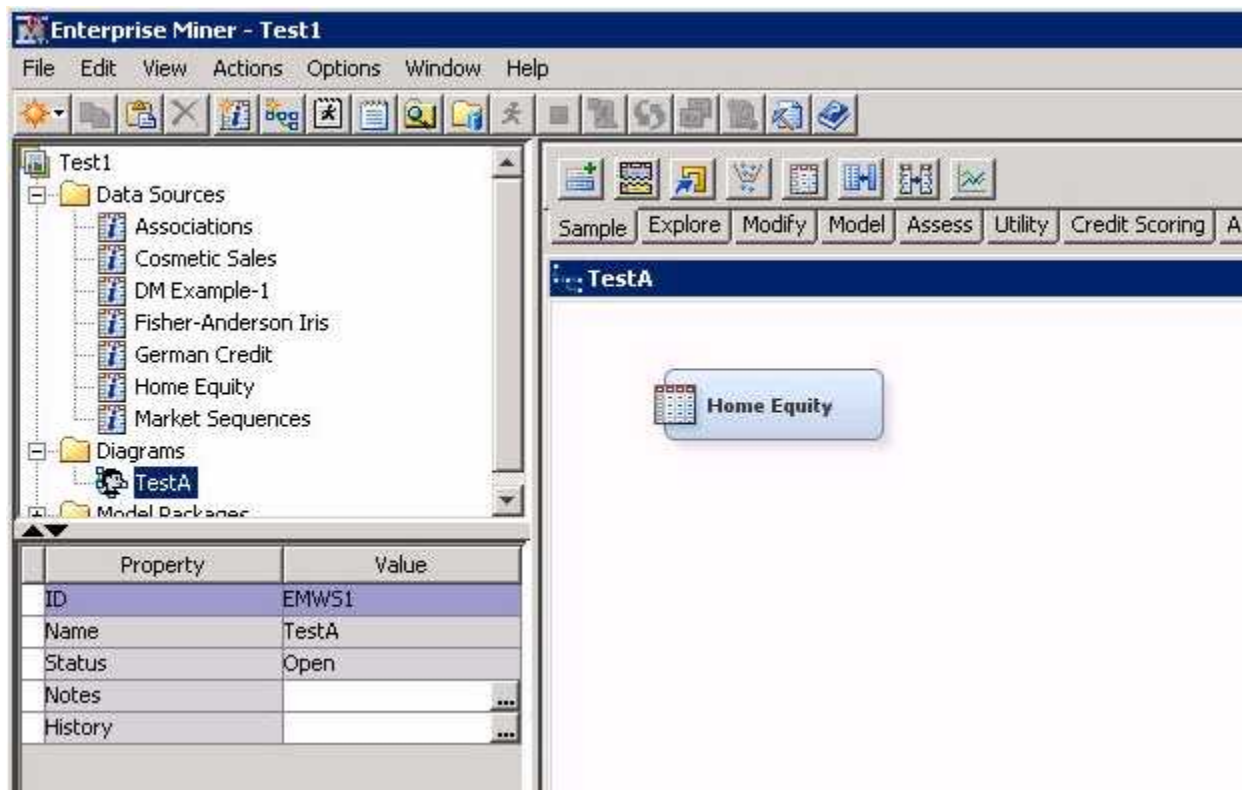 Enterprise Miner - Test1
File Edit View Actions Options Window Help
Test1
Data Sources
Associations
Cosmetic Sales
DM Example-1
Fisher-Anderson Iris
German Credit
Home Equity
Market Sequences
Diagrams
TestA
Model Packages
Property Value
ID EMWS1
Name TestA
Status Open
Notes ...
History ...
Sample Explore Modify Model Assess Utility Credit Scoring A
TestA
Home Equity